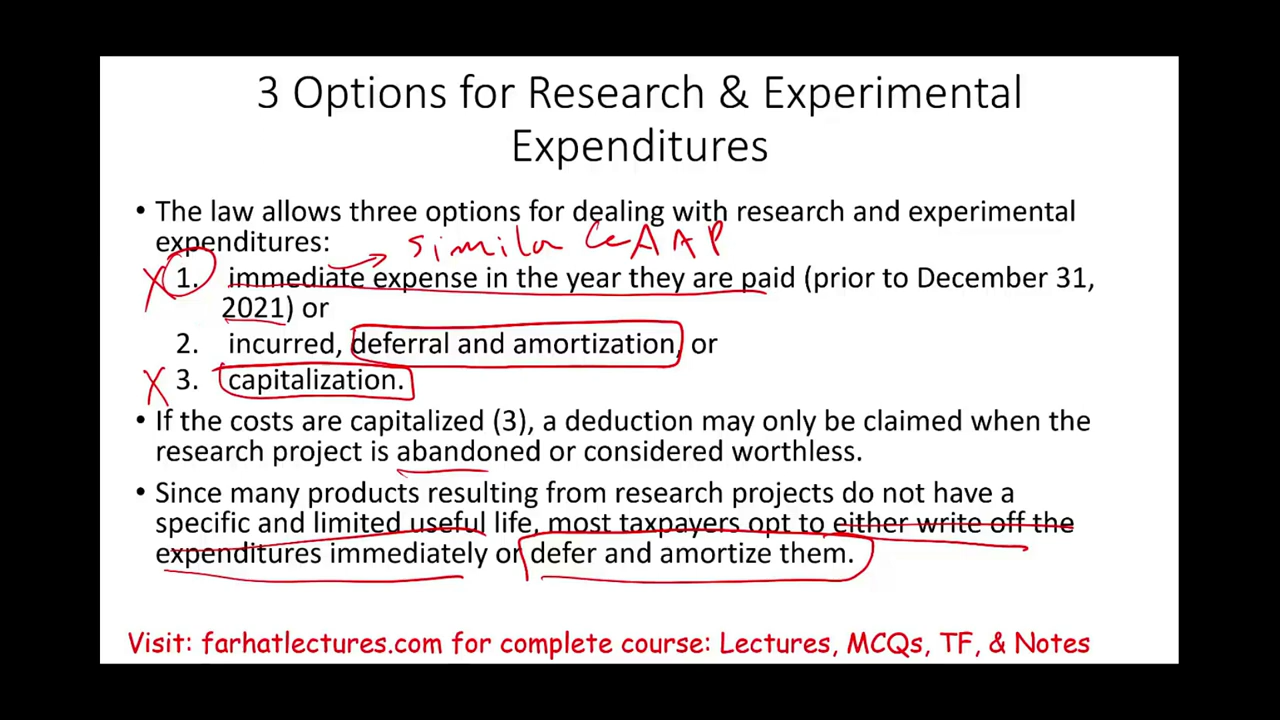 3 Options for Research & Experimental
Expenditures
• The law allows three options for dealing with research and experimental
expenditures:
similar GAAP
X 1. immediate expense in the year they are paid (prior to December 31,
2021) or
2. incurred, deferral and amortization, or
X 3. capitalization.
• If the costs are capitalized (3), a deduction may only be claimed when the
research project is abandoned or considered worthless.
• Since many products resulting from research projects do not have a
specific and limited useful life, most taxpayers opt to either write off the
expenditures immediately or defer and amortize them.
Visit: farhatlectures.com for complete course: Lectures, MCQs, TF, & Notes